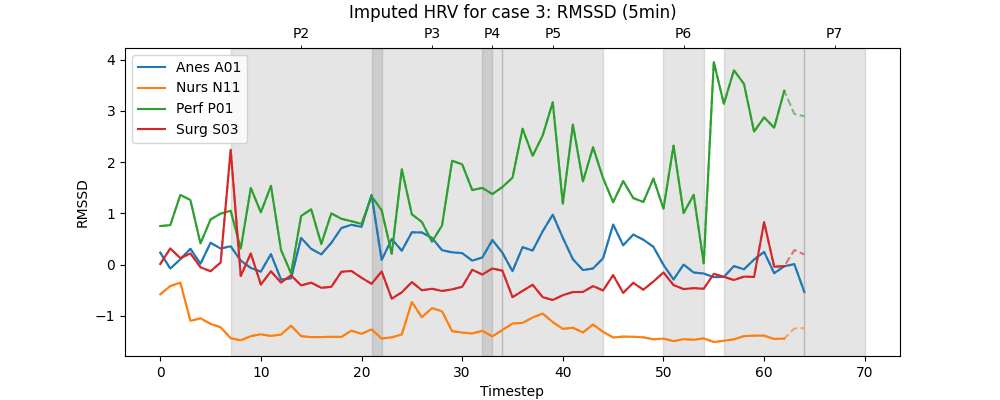 Imputed HRV for case 3: RMSSD (5min)
P2 P3 P4 P5 P6 P7
Anes A01
Nurs N11
Perf P01
Surg S03
4
3
2
1
0
−1
RMSSD
0 10 20 30 40 50 60 70
Timestep